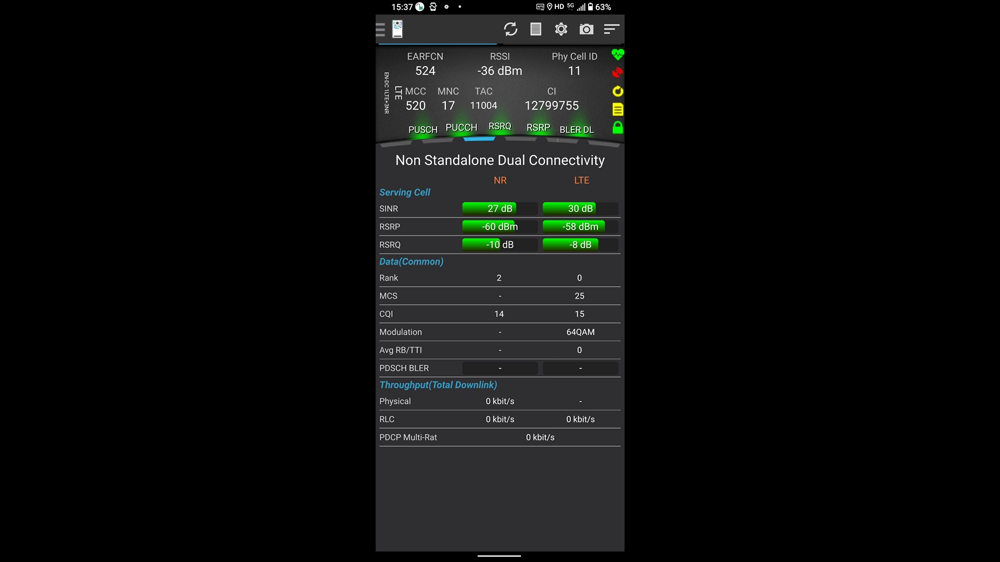 15:37 HD 5G 63%
EARFCN RSSI Phy Cell ID
524 -36 dBm 11
EN-DC 1LTE+3NR
LTE
MCC MNC TAC CI
520 17 11004 12799755
PUSCH PUCCH RSRQ RSRP BLER DL
Non Standalone Dual Connectivity
NR LTE
Serving Cell
SINR 27 dB 30 dB
RSRP -60 dBm -58 dBm
RSRQ -10 dB -8 dB
Data(Common)
Rank 2 0
MCS - 25
CQI 14 15
Modulation - 64QAM
Avg RB/TTI - 0
PDSCH BLER - -
Throughput(Total Downlink)
Physical 0 kbit/s -
RLC 0 kbit/s 0 kbit/s
PDCP Multi-Rat 0 kbit/s